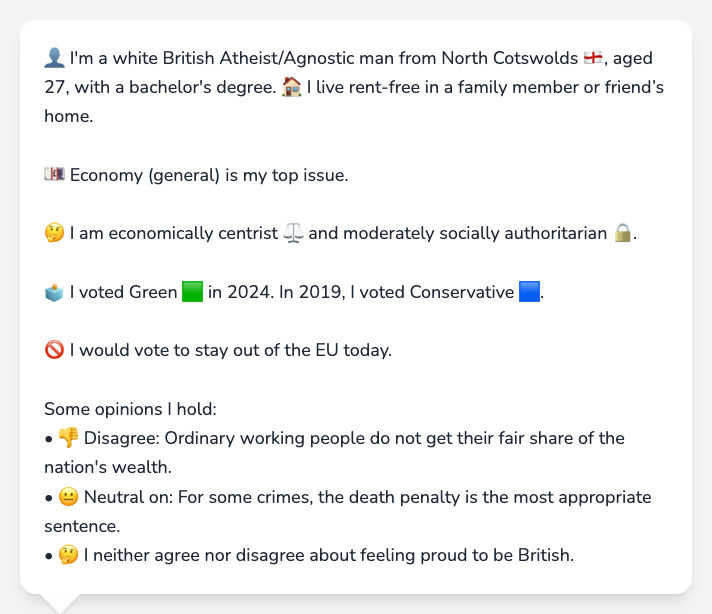 👤 I'm a white British Atheist/Agnostic man from North Cotswolds 🏴󠁧󠁢󠁥󠁮󠁧󠁿, aged
27, with a bachelor's degree. 🏠 I live rent-free in a family member or friend’s
home.
💷 Economy (general) is my top issue.
🤔 I am economically centrist ⚖️ and moderately socially authoritarian 🔒.
🗳️ I voted Green 🟩 in 2024. In 2019, I voted Conservative 🟦.
🚫 I would vote to stay out of the EU today.
Some opinions I hold:
• 👎 Disagree: Ordinary working people do not get their fair share of the
nation's wealth.
• 😐 Neutral on: For some crimes, the death penalty is the most appropriate
sentence.
• 🤔 I neither agree nor disagree about feeling proud to be British.